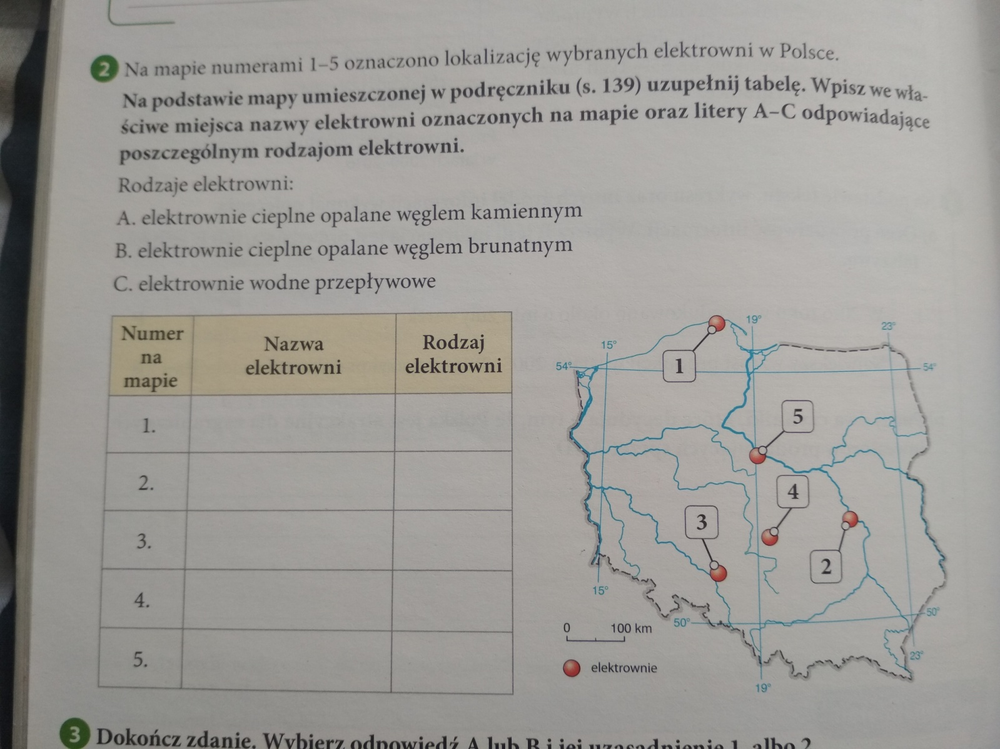 2 Na mapie numerami 1–5 oznaczono lokalizację wybranych elektrowni w Polsce.
Na podstawie mapy umieszczonej w podręczniku (s. 139) uzupełnij tabelę. Wpisz we wła-
ściwe miejsca nazwy elektrowni oznaczonych na mapie oraz litery A–C odpowiadające
poszczególnym rodzajom elektrowni.
Rodzaje elektrowni:
A. elektrownie cieplne opalane węglem kamiennym
B. elektrownie cieplne opalane węglem brunatnym
C. elektrownie wodne przepływowe
Numer
na
mapie
Nazwa
elektrowni
Rodzaj
elektrowni
1.
2.
3.
4.
5.
19°
23°
15°
54°
54°
1
5
4
3
2
15°
50°
50°
23°
19°
0 100 km
elektrownie
3 Dokończ zdanie. Wybierz odpowiedź A lub B i jej uzasadnienie 1. albo 2.